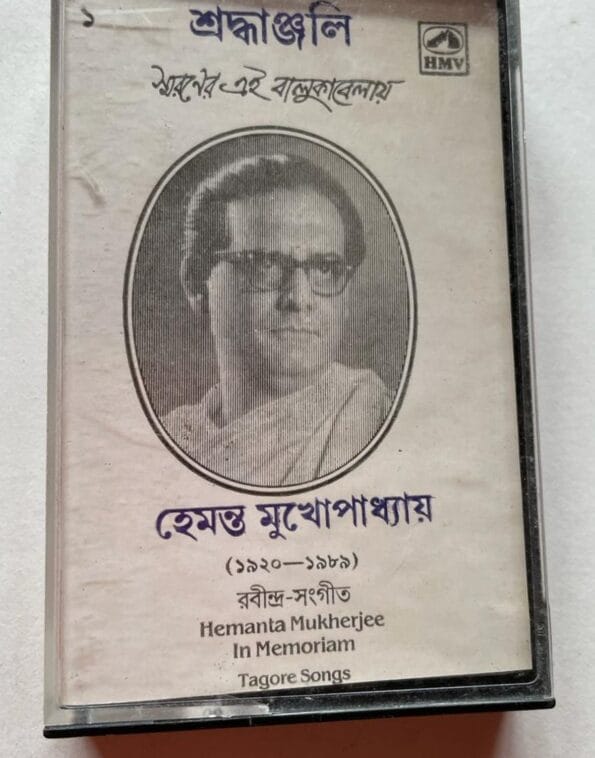 ১
শ্রদ্ধাঞ্জলি
HMV
স্মরণের এই বালুকাবেলায়
হেমন্ত মুখোপাধ্যায়
(১৯২০—১৯৮৯)
রবীন্দ্র-সংগীত
Hemanta Mukherjee
In Memoriam
Tagore Songs